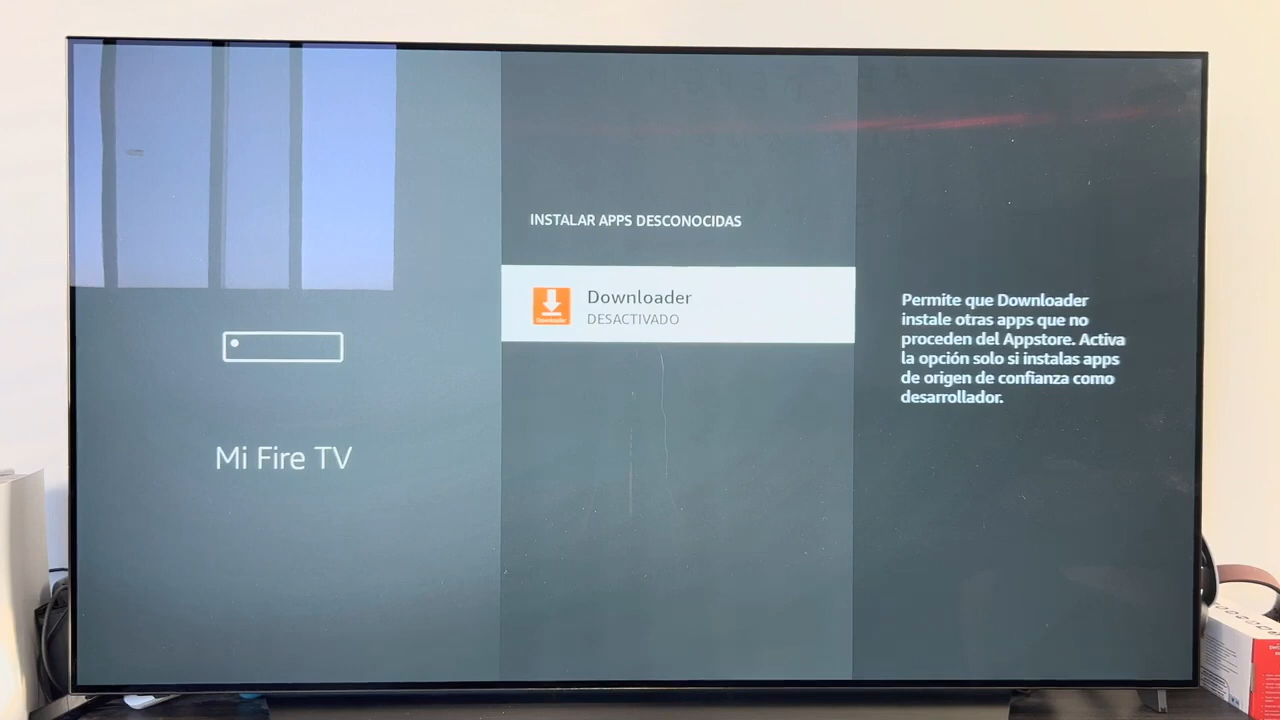 INSTALAR APPS DESCONOCIDAS
Downloader
DESACTIVADO
Mi Fire TV
Permite que Downloader
instale otras apps que no
proceden del Appstore. Activa
la opción solo si instalas apps
de origen de confianza como
desarrollador.